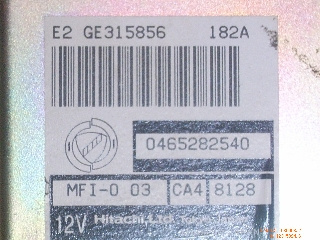 E2 GE315856 182A
0465282540
MFI-0 03 CA4 8128
12V Hitachi, Ltd.